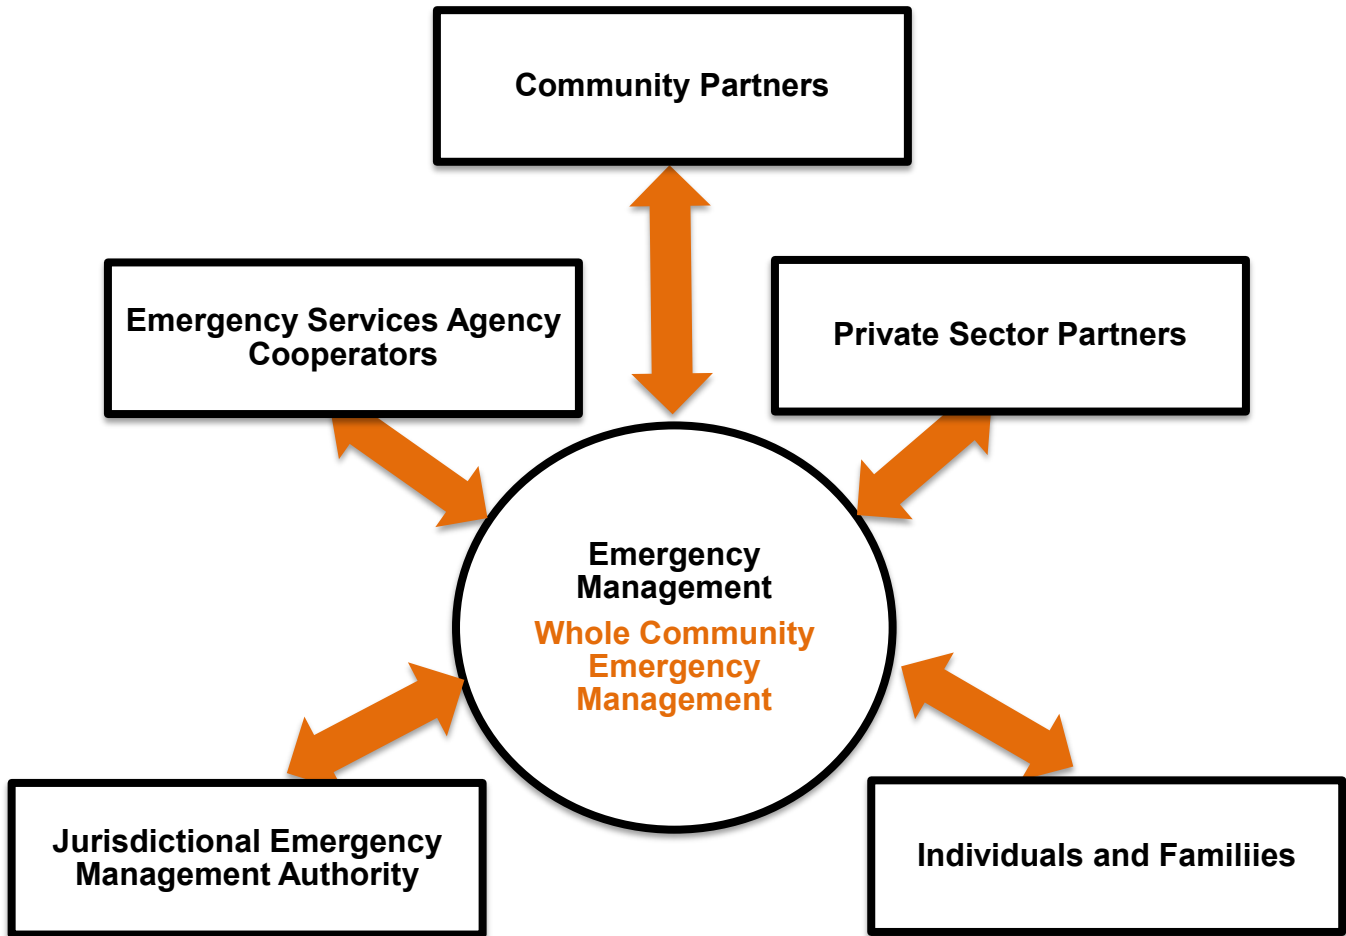 Community Partners
Emergency Services Agency
Cooperators
Private Sector Partners
Emergency
Management
Whole Community
Emergency
Management
Jurisdictional Emergency
Management Authority
Individuals and Familiies